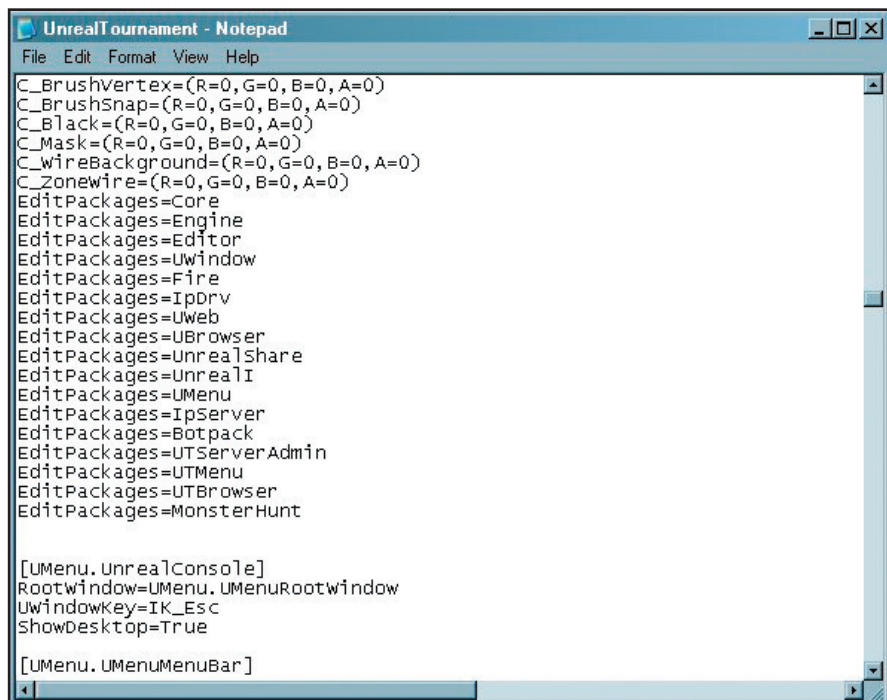 UnrealTournament - Notepad
File Edit Format View Help
C_BrushVertex=(R=0,G=0,B=0,A=0)
C_BrushSnap=(R=0,G=0,B=0,A=0)
C_Black=(R=0,G=0,B=0,A=0)
C_Mask=(R=0,G=0,B=0,A=0)
C_WireBackground=(R=0,G=0,B=0,A=0)
C_ZoneWire=(R=0,G=0,B=0,A=0)
EditPackages=Core
EditPackages=Engine
EditPackages=Editor
EditPackages=UWindow
EditPackages=Fire
EditPackages=IpDrv
EditPackages=UWeb
EditPackages=UBrowser
EditPackages=UnrealShare
EditPackages=UnrealI
EditPackages=UMenu
EditPackages=IpServer
EditPackages=Botpack
EditPackages=UTServerAdmin
EditPackages=UTMenu
EditPackages=UTBrowser
EditPackages=MonsterHunt
[UMenu.UnrealConsole]
RootWindow=UMenu.UMenuRootWindow
UWindowKey=IK_Esc
ShowDesktop=True
[UMenu.UMenuMenuBar]